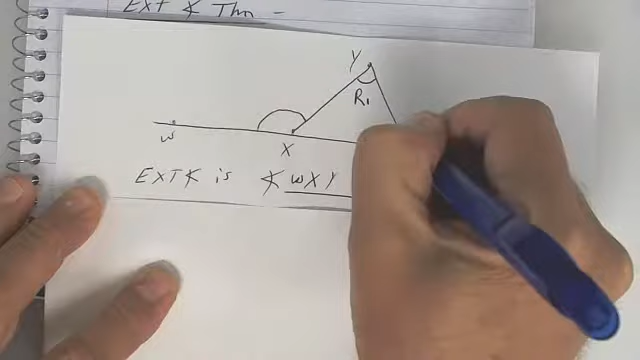 Ext ∡ Thm -
Y
R1
W
X
EXT ∡ is ∡ WXY